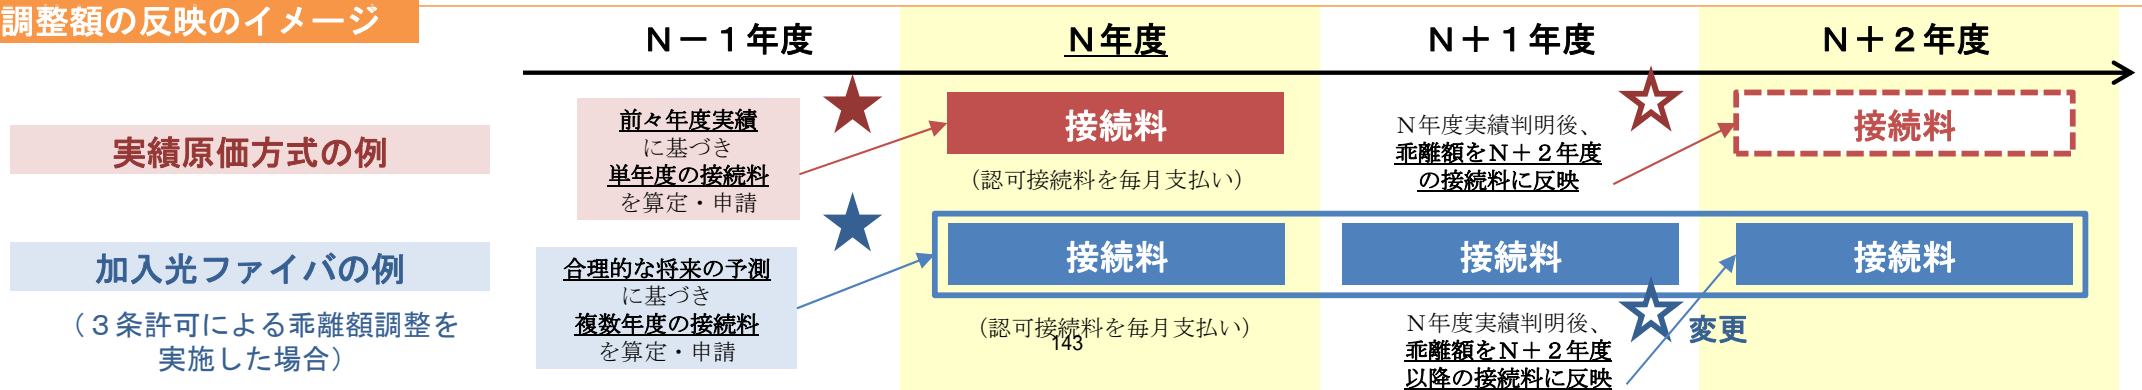 調整額の反映のイメージ
Ｎ－１年度
Ｎ年度
Ｎ＋１年度
Ｎ＋２年度
実績原価方式の例
前々年度実績
に基づき
単年度の接続料
を算定・申請
接続料
（認可接続料を毎月支払い）
Ｎ年度実績判明後、
乖離額をＮ＋２年度
の接続料に反映
接続料
加入光ファイバの例
（３条許可による乖離額調整を
実施した場合）
合理的な将来の予測
に基づき
複数年度の接続料
を算定・申請
接続料
接続料
接続料
（認可接続料を毎月支払い）
143
Ｎ年度実績判明後、
乖離額をＮ＋２年度
以降の接続料に反映
変更